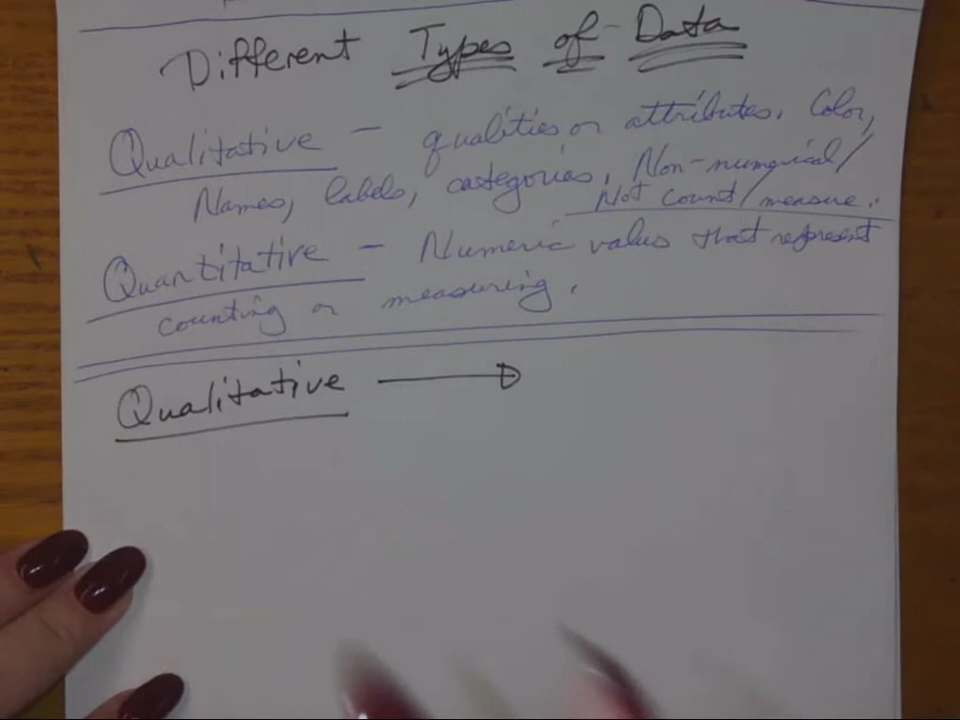 Different Types of Data
Qualitative - qualities or attributes. Color,
Names, labels, categories, Non-numerical/
Not Count/measure.
Quantitative - Numeric values that represent
counting or measuring.
Qualitative →